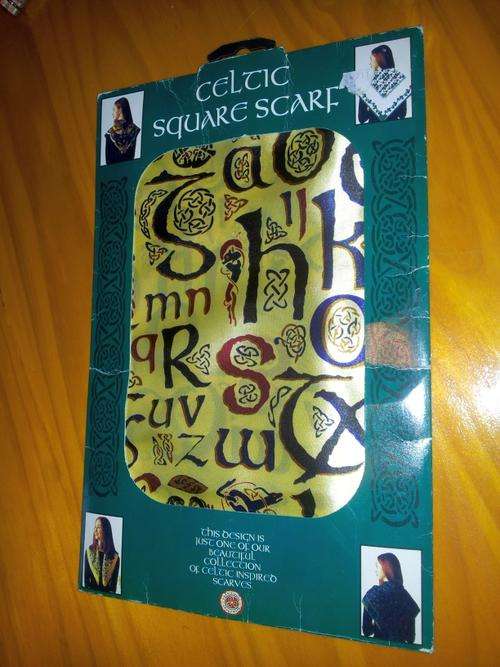 CELTIC
SQUARE SCARF
a
h
k
m n
q R S
u v
z w x
THIS DESIGN IS
JUST ONE OF OUR
BEAUTIFUL
COLLECTION
OF CELTIC INSPIRED
SCARVES.